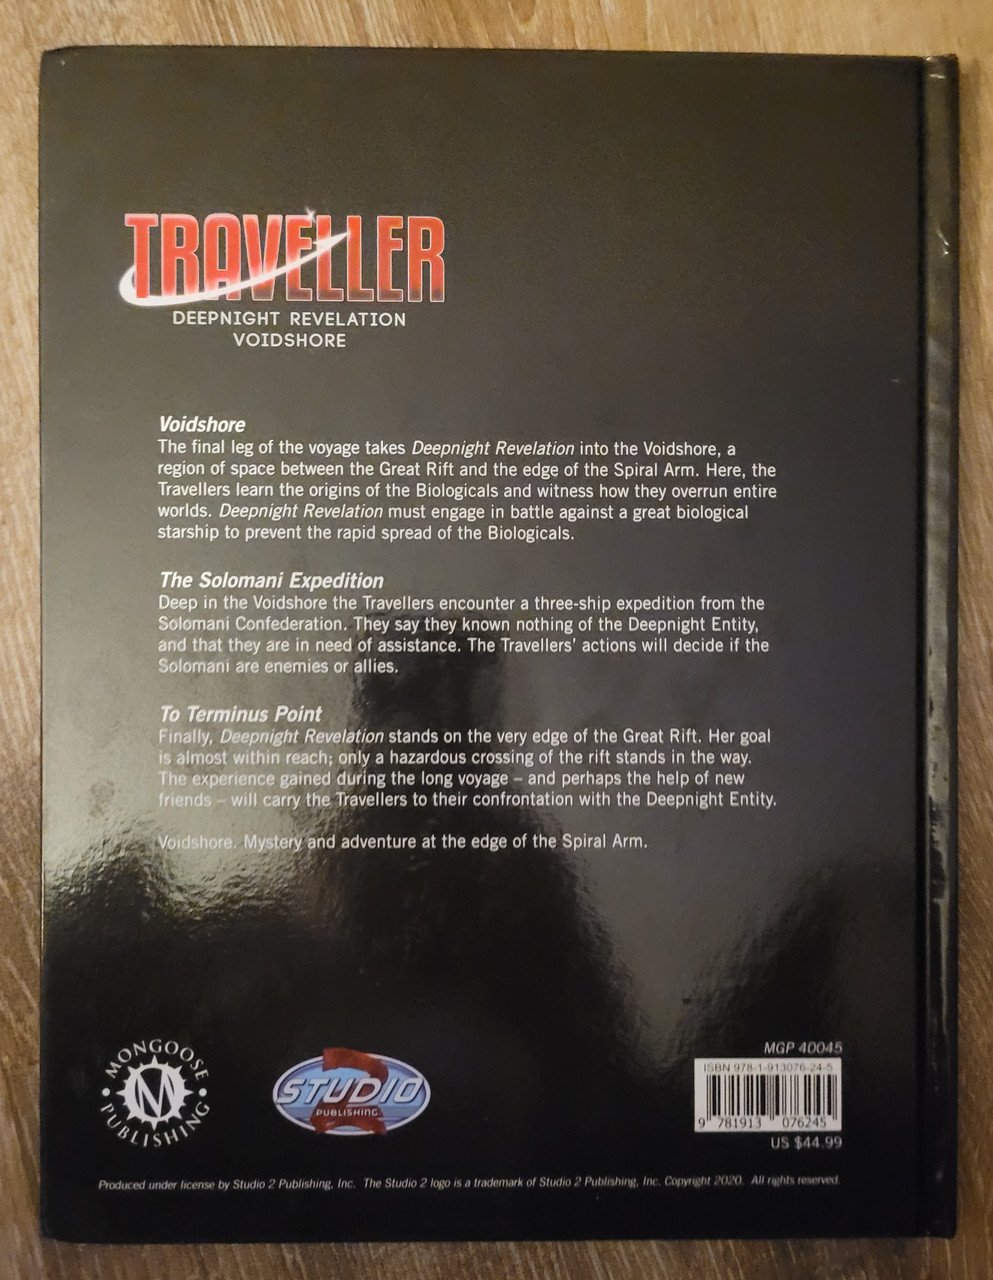 TRAVELLER
DEEPNIGHT REVELATION
VOIDSHORE
Voidshore
The final leg of the voyage takes Deepnight Revelation into the Voidshore, a
region of space between the Great Rift and the edge of the Spiral Arm. Here, the
Travellers learn the origins of the Biologicals and witness how they overrun entire
worlds. Deepnight Revelation must engage in battle against a great biological
starship to prevent the rapid spread of the Biologicals.
The Solomani Expedition
Deep in the Voidshore the Travellers encounter a three-ship expedition from the
Solomani Confederation. They say they known nothing of the Deepnight Entity,
and that they are in need of assistance. The Travellers' actions will decide if the
Solomani are enemies or allies.
To Terminus Point
Finally, Deepnight Revelation stands on the very edge of the Great Rift. Her goal
is almost within reach; only a hazardous crossing of the rift stands in the way.
The experience gained during the long voyage – and perhaps the help of new
friends – will carry the Travellers to their confrontation with the Deepnight Entity.
Voidshore. Mystery and adventure at the edge of the Spiral Arm.
MONGOOSE
M
PUBLISHING
2
STUDIO
PUBLISHING
MGP 40045
ISBN 978-1-913076-24-5
9 781913 076245
US $44.99
Produced under license by Studio 2 Publishing, Inc. The Studio 2 logo is a trademark of Studio 2 Publishing, Inc. Copyright 2020. All rights reserved.